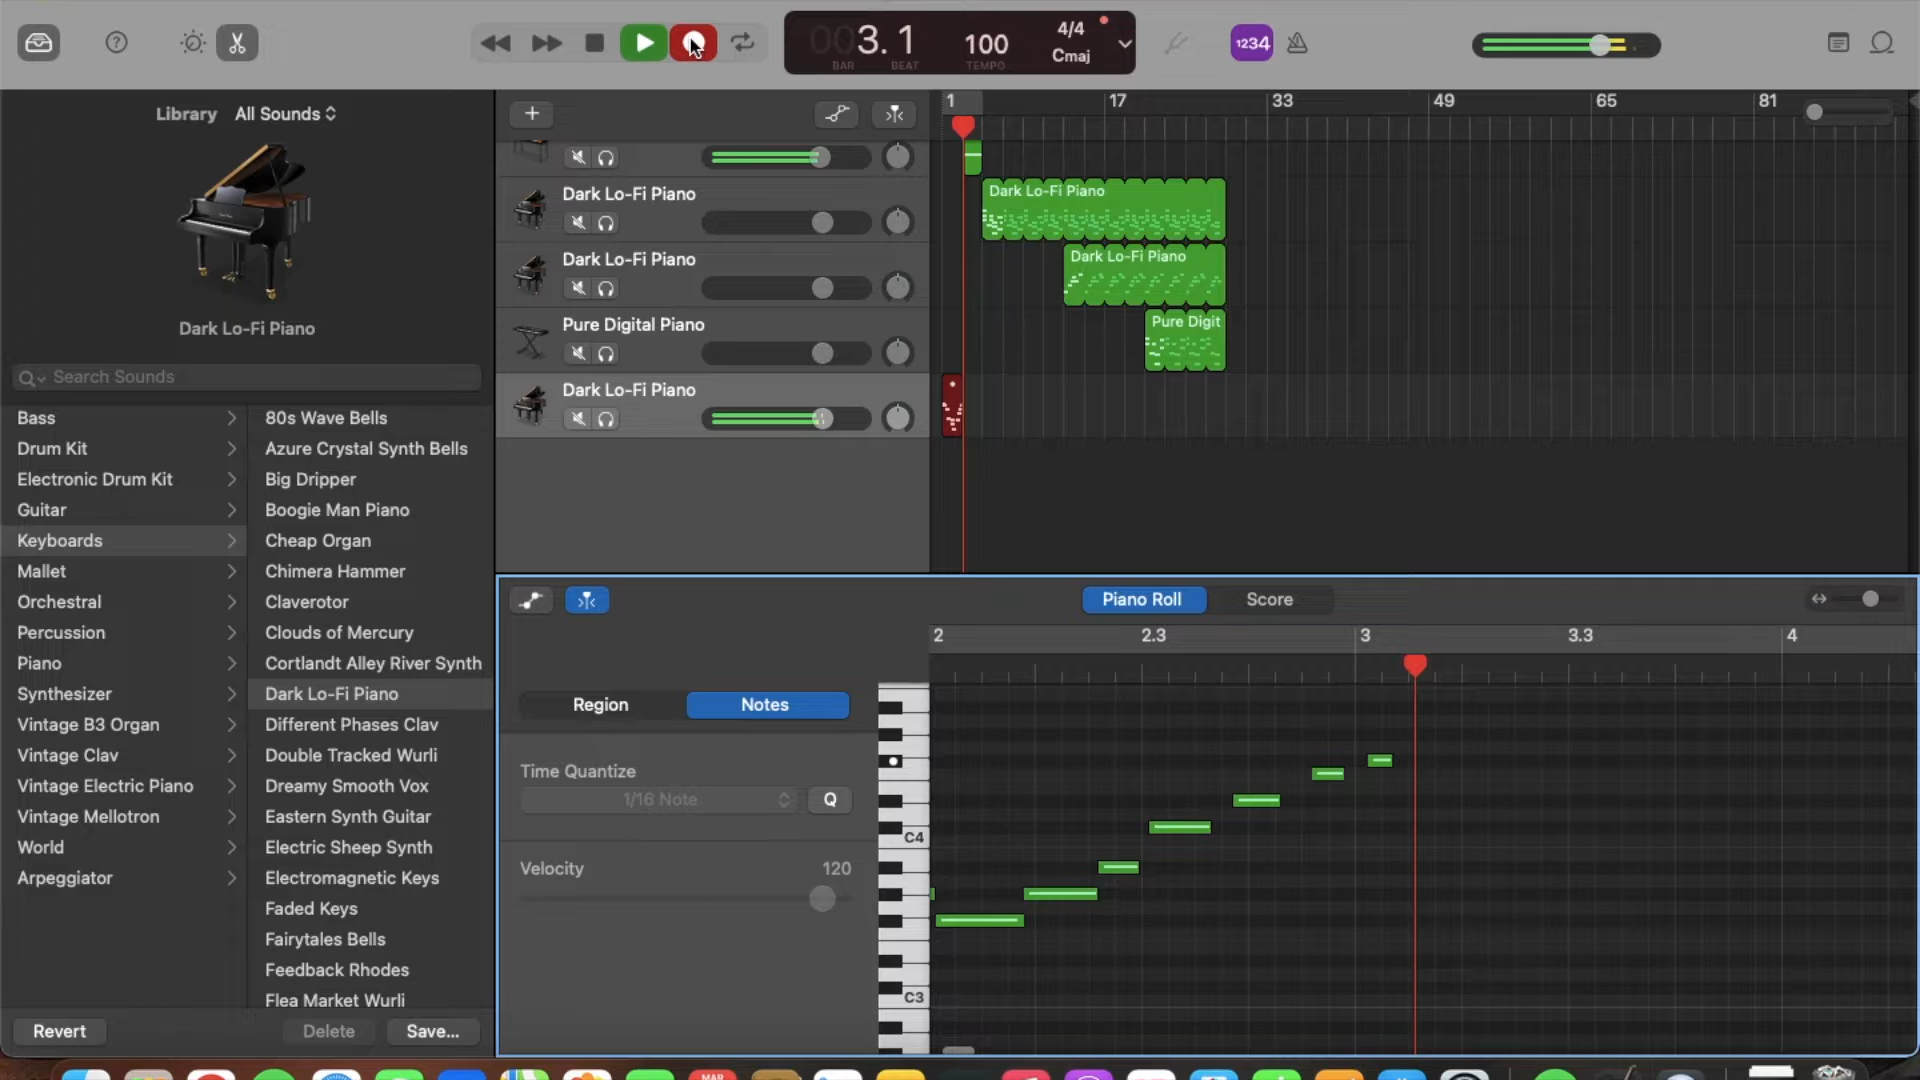 003.1
BAR
BEAT
100
TEMPO
4/4
Cmaj
1234
Library
All Sounds
Dark Lo-Fi Piano
Search Sounds
Bass
Drum Kit
Electronic Drum Kit
Guitar
Keyboards
Mallet
Orchestral
Percussion
Piano
Synthesizer
Vintage B3 Organ
Vintage Clav
Vintage Electric Piano
Vintage Mellotron
World
Arpeggiator
80s Wave Bells
Azure Crystal Synth Bells
Big Dripper
Boogie Man Piano
Cheap Organ
Chimera Hammer
Claverotor
Clouds of Mercury
Cortlandt Alley River Synth
Dark Lo-Fi Piano
Different Phases Clav
Double Tracked Wurli
Dreamy Smooth Vox
Eastern Synth Guitar
Electric Sheep Synth
Electromagnetic Keys
Faded Keys
Fairytales Bells
Feedback Rhodes
Flea Market Wurli
Revert
Delete
Save...
1 17 33 49 65 81
Dark Lo-Fi Piano
Dark Lo-Fi Piano
Pure Digital Piano
Dark Lo-Fi Piano
Dark Lo-Fi Piano
Dark Lo-Fi Piano
Pure Digit
Piano Roll
Score
2 2.3 3 3.3 4
Region
Notes
Time Quantize
1/16 Note
Q
Velocity
120
C4
C3
MAR